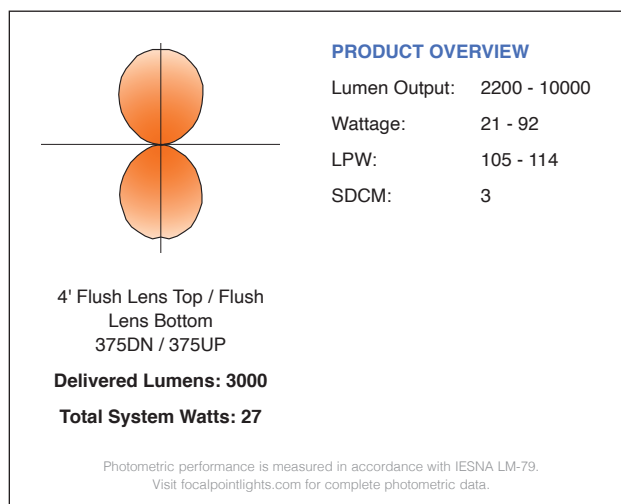 PRODUCT OVERVIEW
Lumen Output: 2200 - 10000
Wattage: 21 - 92
LPW: 105 - 114
SDCM: 3
4' Flush Lens Top / Flush
Lens Bottom
375DN / 375UP
Delivered Lumens: 3000
Total System Watts: 27
Photometric performance is measured in accordance with IESNA LM-79.
Visit focalpointlights.com for complete photometric data.